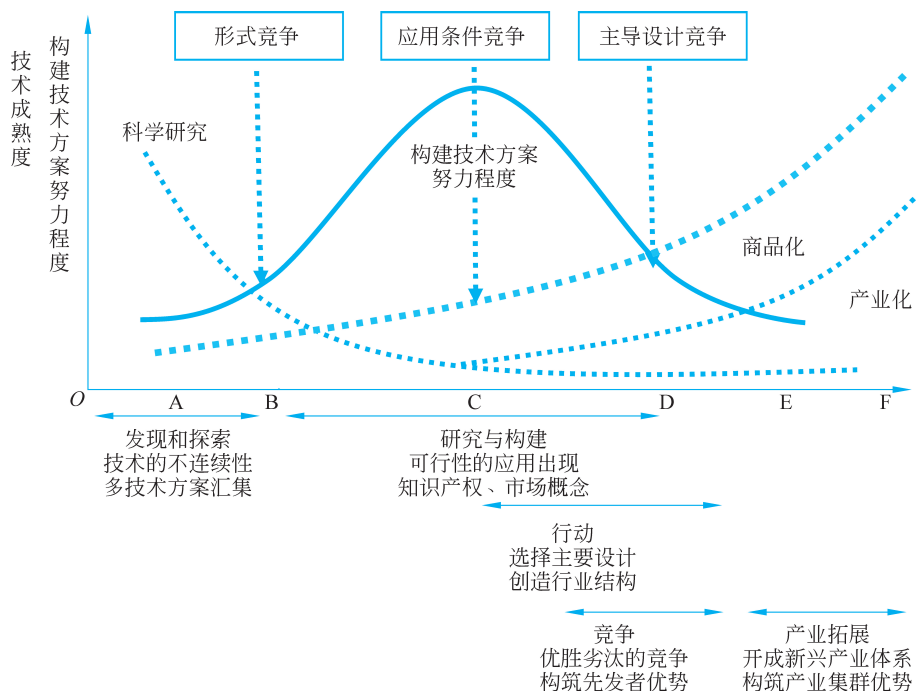 形式竞争
应用条件竞争
主导设计竞争
技术成熟度
构建技术方案努力程度
科学研究
构建技术方案
努力程度
商品化
产业化
O
A
B
C
D
E
F
发现和探索
技术的不连续性
多技术方案汇集
研究与构建
可行性的应用出现
知识产权、市场概念
行动
选择主要设计
创造行业结构
竞争
优胜劣汰的竞争
构筑先发者优势
产业拓展
开成新兴产业体系
构筑产业集群优势